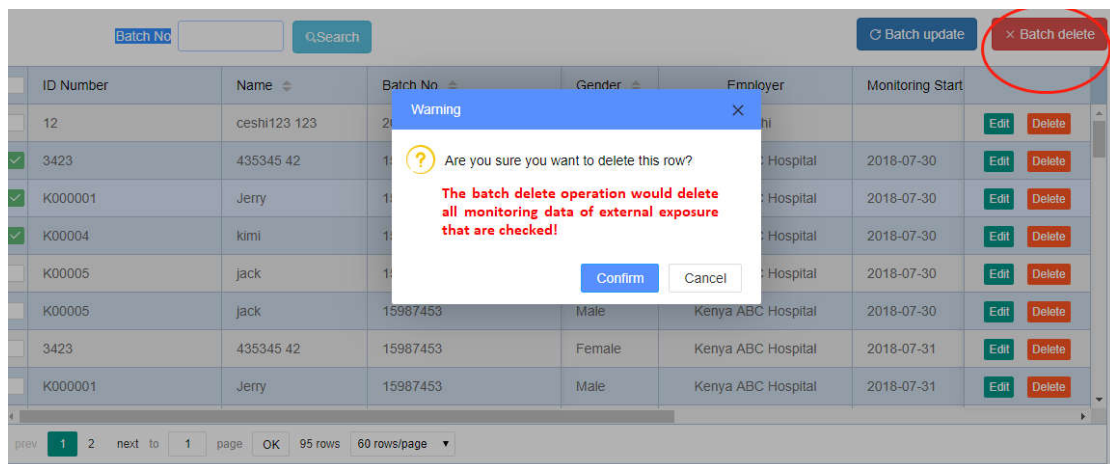 Batch No Search Batch update × Batch delete
ID Number Name Batch No Gender Employer Monitoring Start
Warning
12 ceshi123 123
Edit Delete
3423 435345 42
Hospital 2018-07-30 Edit Delete
Are you sure you want to delete this row?
K000001 Jerry
Hospital 2018-07-30 Edit Delete
The batch delete operation would delete
all monitoring data of external exposure
that are checked!
K00004 kimi
Hospital 2018-07-30 Edit Delete
K00005 jack
Hospital 2018-07-30 Edit Delete
Confirm Cancel
K00005 jack 15987453 Male Kenya ABC Hospital 2018-07-30 Edit Delete
3423 435345 42 15987453 Female Kenya ABC Hospital 2018-07-31 Edit Delete
K000001 Jerry 15987453 Male Kenya ABC Hospital 2018-07-31 Edit Delete
prev 1 2 next to 1 page OK 95 rows 60 rows/page